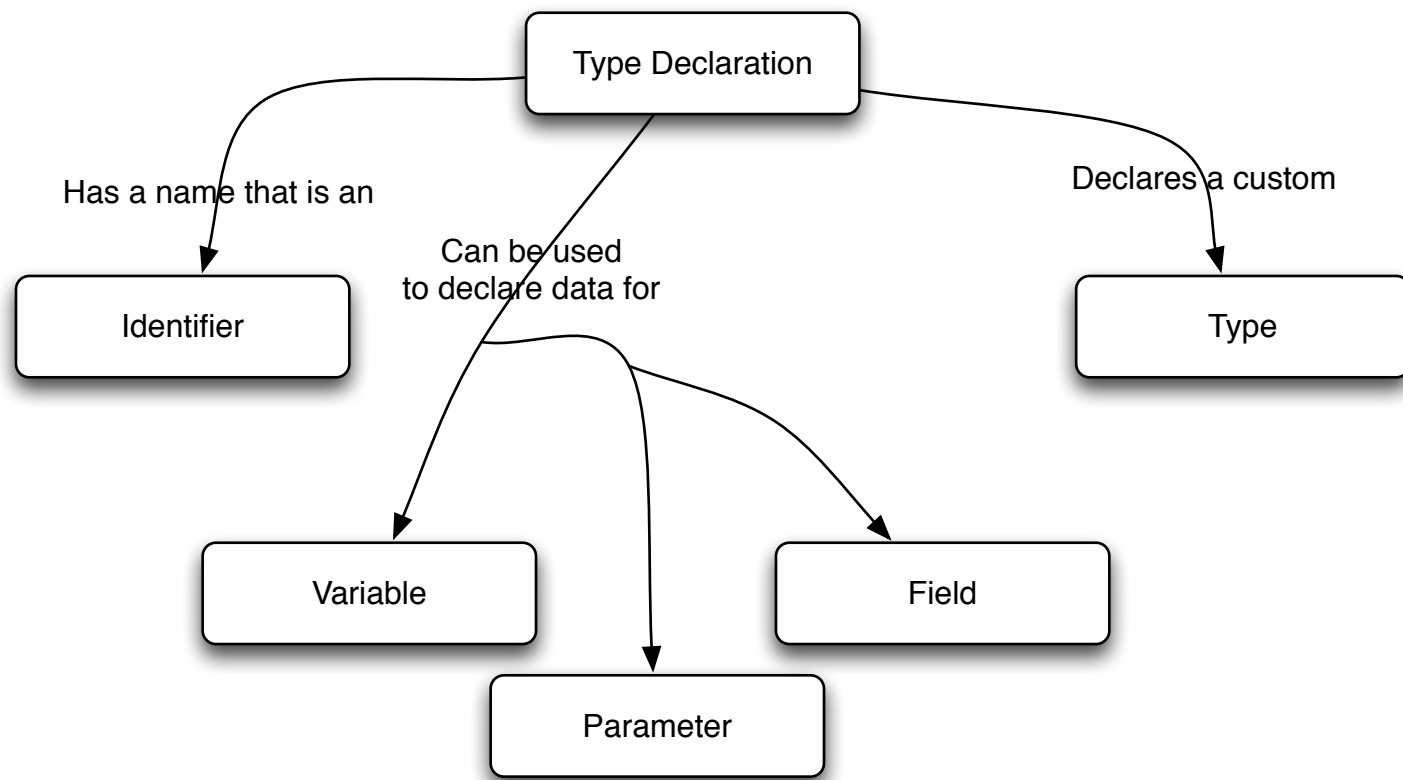 Type Declaration
Has a name that is an
Declares a custom
Can be used
to declare data for
Identifier
Type
Variable
Field
Parameter